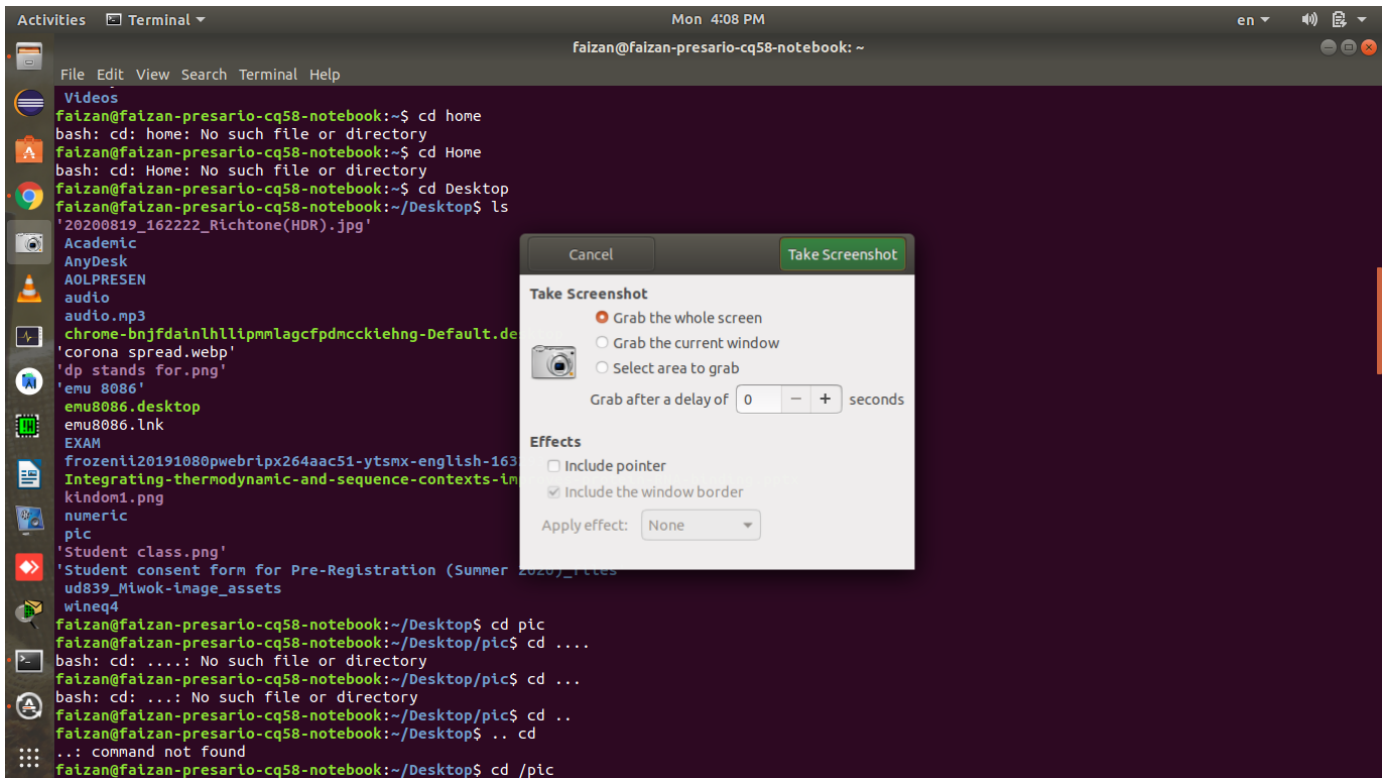 Activities Terminal Mon 4:08 PM en
faizan@faizan-presario-cq58-notebook: ~
File Edit View Search Terminal Help
Videos
faizan@faizan-presario-cq58-notebook:~$ cd home
bash: cd: home: No such file or directory
faizan@faizan-presario-cq58-notebook:~$ cd Home
bash: cd: Home: No such file or directory
faizan@faizan-presario-cq58-notebook:~$ cd Desktop
faizan@faizan-presario-cq58-notebook:~/Desktop$ ls
'20200819_162222_Richtone(HDR).jpg'
Academic
AnyDesk
AOLPRESEN
audio
audio.mp3
chrome-bnjfdainlhllipmmlagcfpdmcckiehng-Default.de
'corona spread.webp'
'dp stands for.png'
'emu 8086'
emu8086.desktop
emu8086.lnk
EXAM
frozenii20191080pwebripx264aac51-ytsmx-english-163
Integrating-thermodynamic-and-sequence-contexts-im
kindom1.png
numeric
pic
'Student class.png'
'Student consent form for Pre-Registration (Summer 2020)_files'
ud839_Miwok-image_assets
wineq4
faizan@faizan-presario-cq58-notebook:~/Desktop$ cd pic
faizan@faizan-presario-cq58-notebook:~/Desktop/pic$ cd ....
bash: cd: ....: No such file or directory
faizan@faizan-presario-cq58-notebook:~/Desktop/pic$ cd ...
bash: cd: ...: No such file or directory
faizan@faizan-presario-cq58-notebook:~/Desktop/pic$ cd ..
faizan@faizan-presario-cq58-notebook:~/Desktop$ .. cd
..: command not found
faizan@faizan-presario-cq58-notebook:~/Desktop$ cd /pic
Cancel Take Screenshot
Take Screenshot
Grab the whole screen
Grab the current window
Select area to grab
Grab after a delay of 0 − + seconds
Effects
Include pointer
Include the window border
Apply effect: None